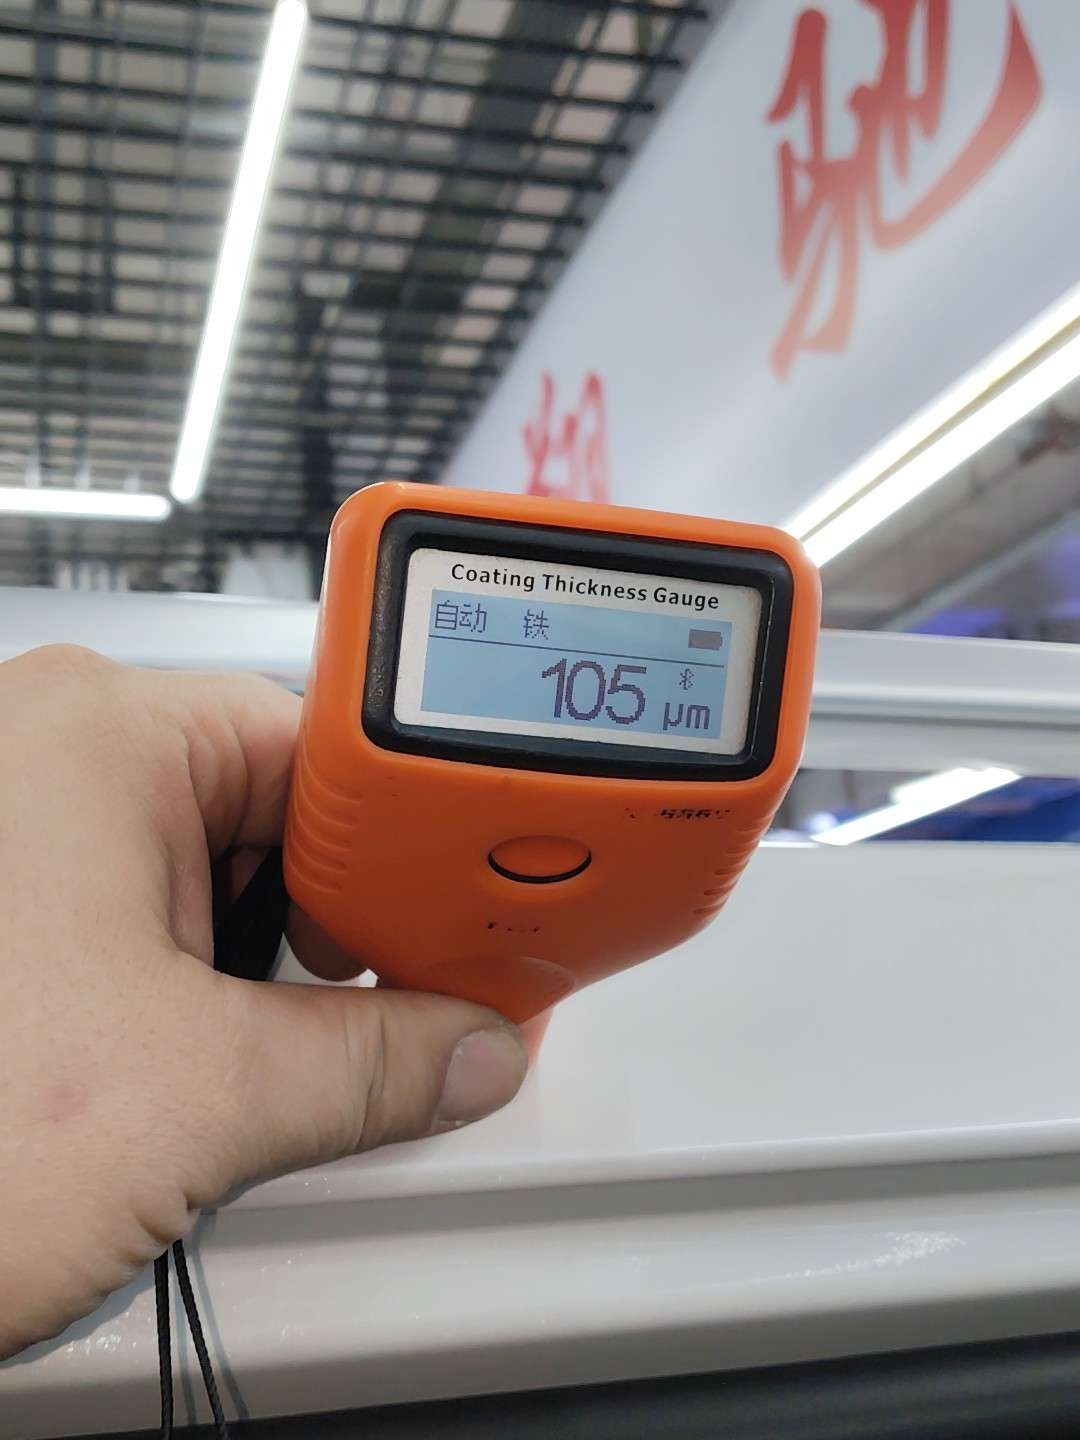 驰
Coating Thickness Gauge
自动 铁
105 μm